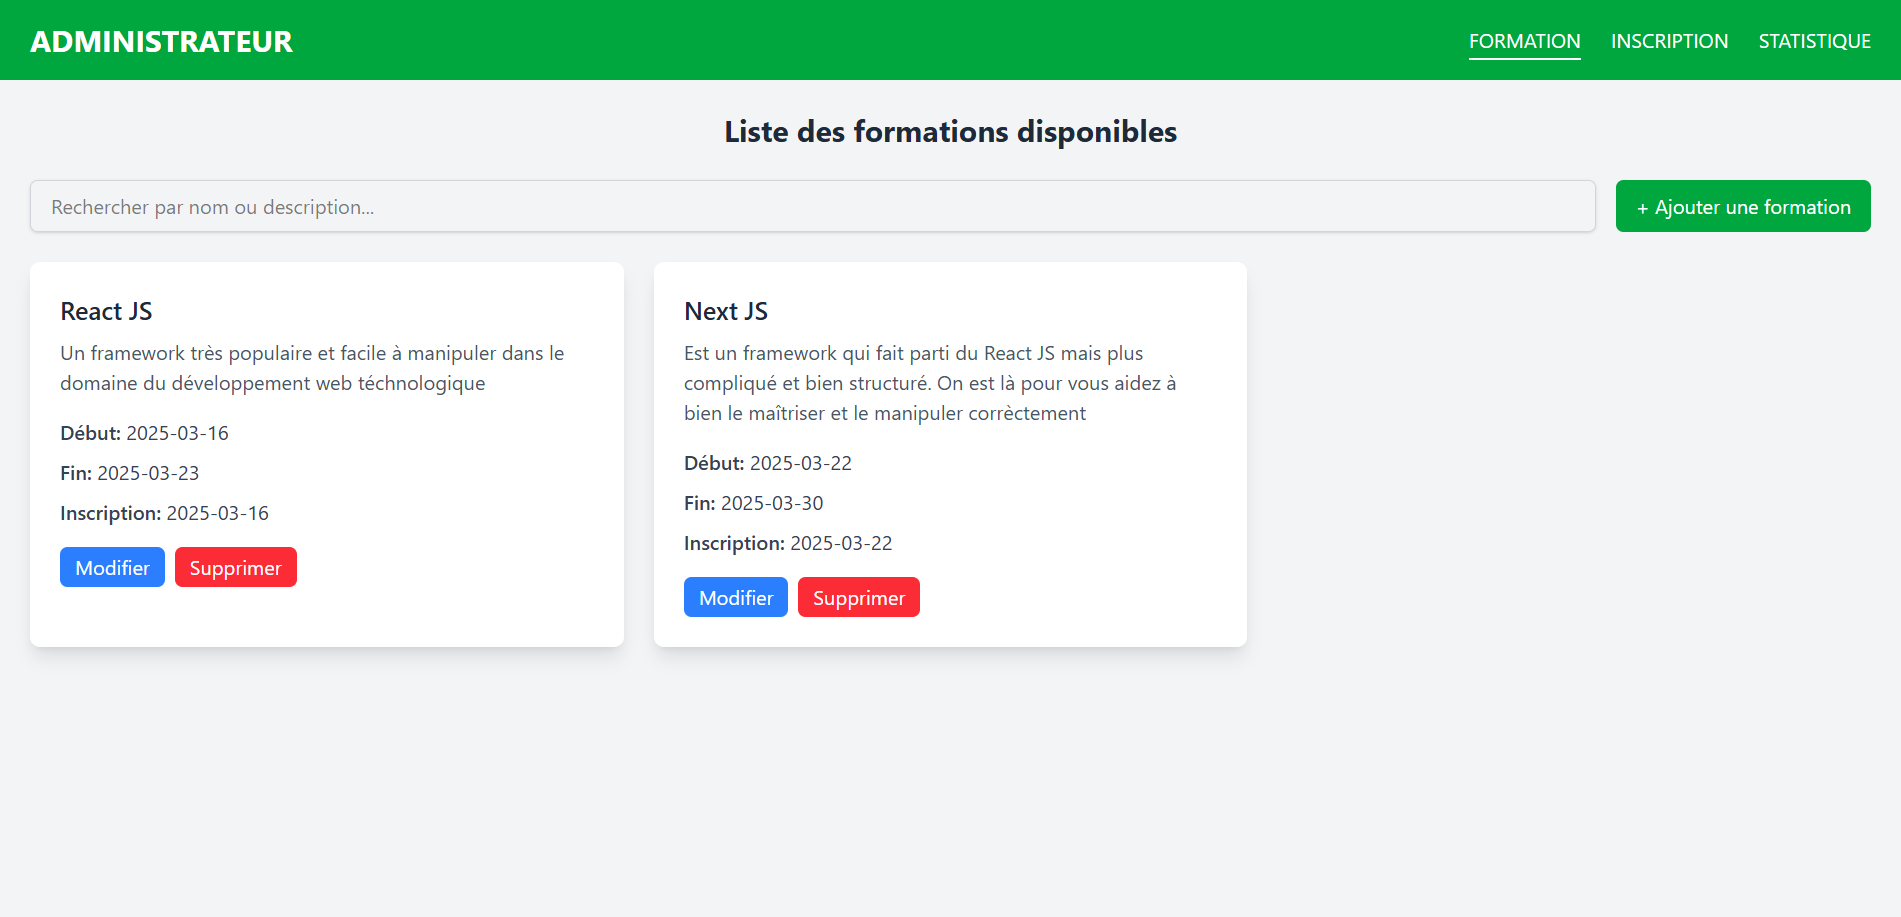 ADMINISTRATEUR
FORMATION
INSCRIPTION
STATISTIQUE
Liste des formations disponibles
Rechercher par nom ou description...
+ Ajouter une formation
React JS
Un framework très populaire et facile à manipuler dans le
domaine du développement web téchnologique
Début: 2025-03-16
Fin: 2025-03-23
Inscription: 2025-03-16
Modifier
Supprimer
Next JS
Est un framework qui fait parti du React JS mais plus
compliqué et bien structuré. On est là pour vous aidez à
bien le maîtriser et le manipuler corrèctement
Début: 2025-03-22
Fin: 2025-03-30
Inscription: 2025-03-22
Modifier
Supprimer